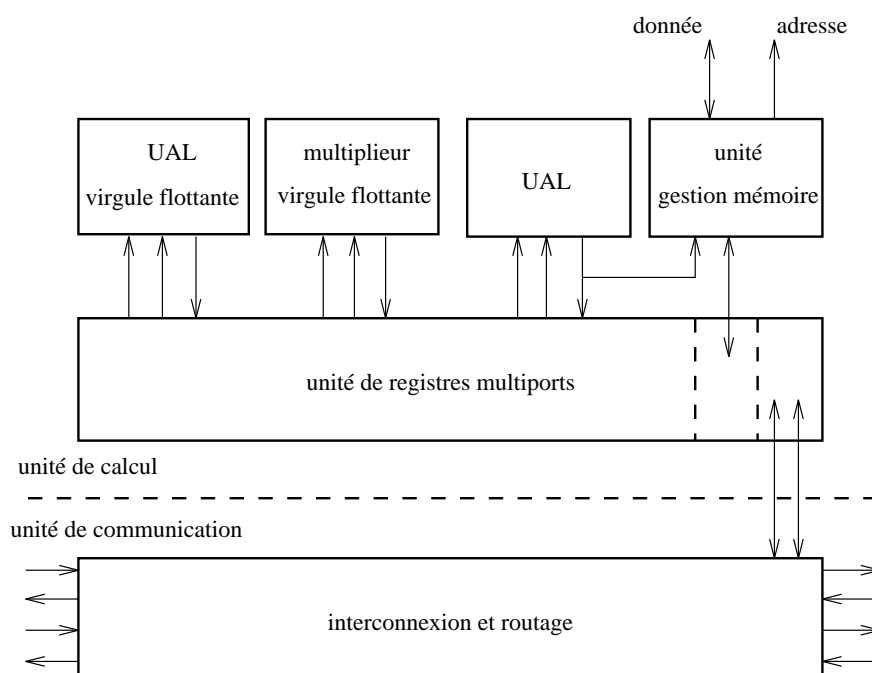 donnée
adresse
UAL
virgule flottante
multiplieur
virgule flottante
UAL
unité
gestion mémoire
unité de registres multiports
unité de calcul
unité de communication
interconnexion et routage